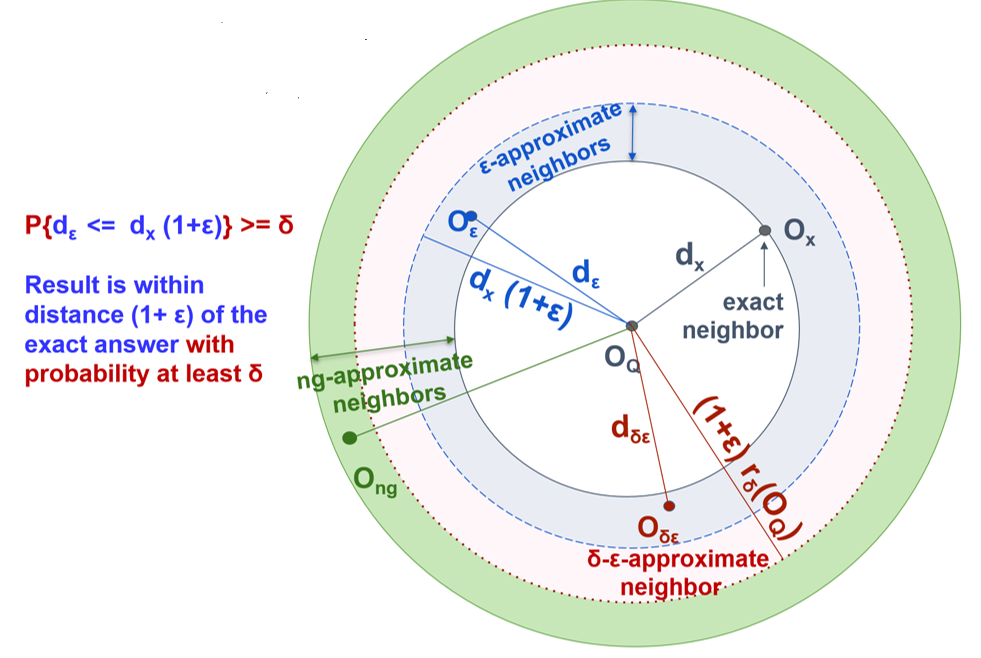 P{dε <= dx (1+ε)} >= δ
Result is within
distance (1+ ε) of the
exact answer with
probability at least δ
ε-approximate
neighbors
Oε
dε
dx (1+ε)
dx
Ox
exact
neighbor
OQ
ng-approximate
neighbors
Ong
dδε
(1+ε) rδ(OQ)
Oδε
δ-ε-approximate
neighbor